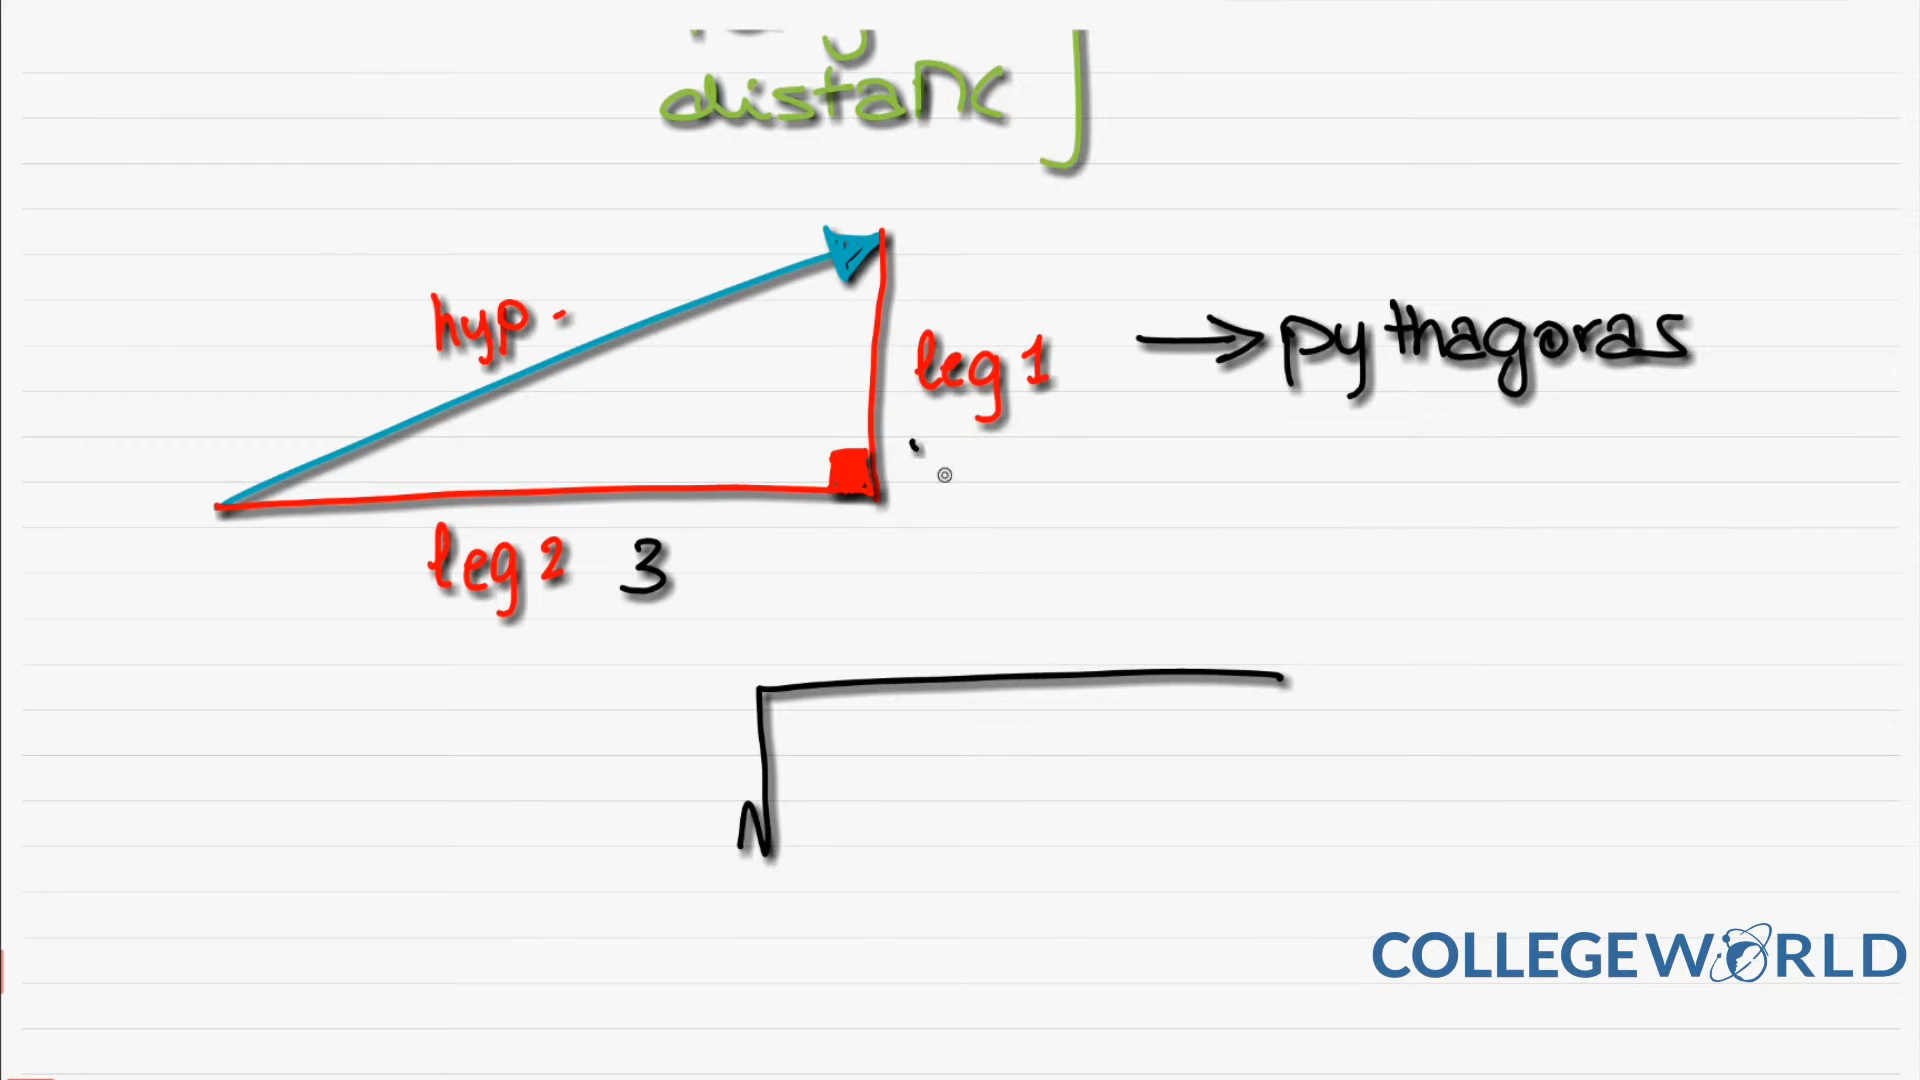 distanc
hyp.
leg 1
→ pythagoras
leg 2 3
COLLEGEWORLD